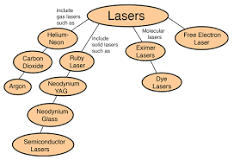 Lasers
Include
gas lasers
such as
Include
solid lasers
such as
Molecular
lasers
Free Electron
Laser
Helium-
Neon
Ruby
Laser
Eximer
Lasers
Carbon
Dioxide
Neodynium
YAG
Dye
Lasers
Argon
Neodynium
Glass
Semiconductor
Lasers